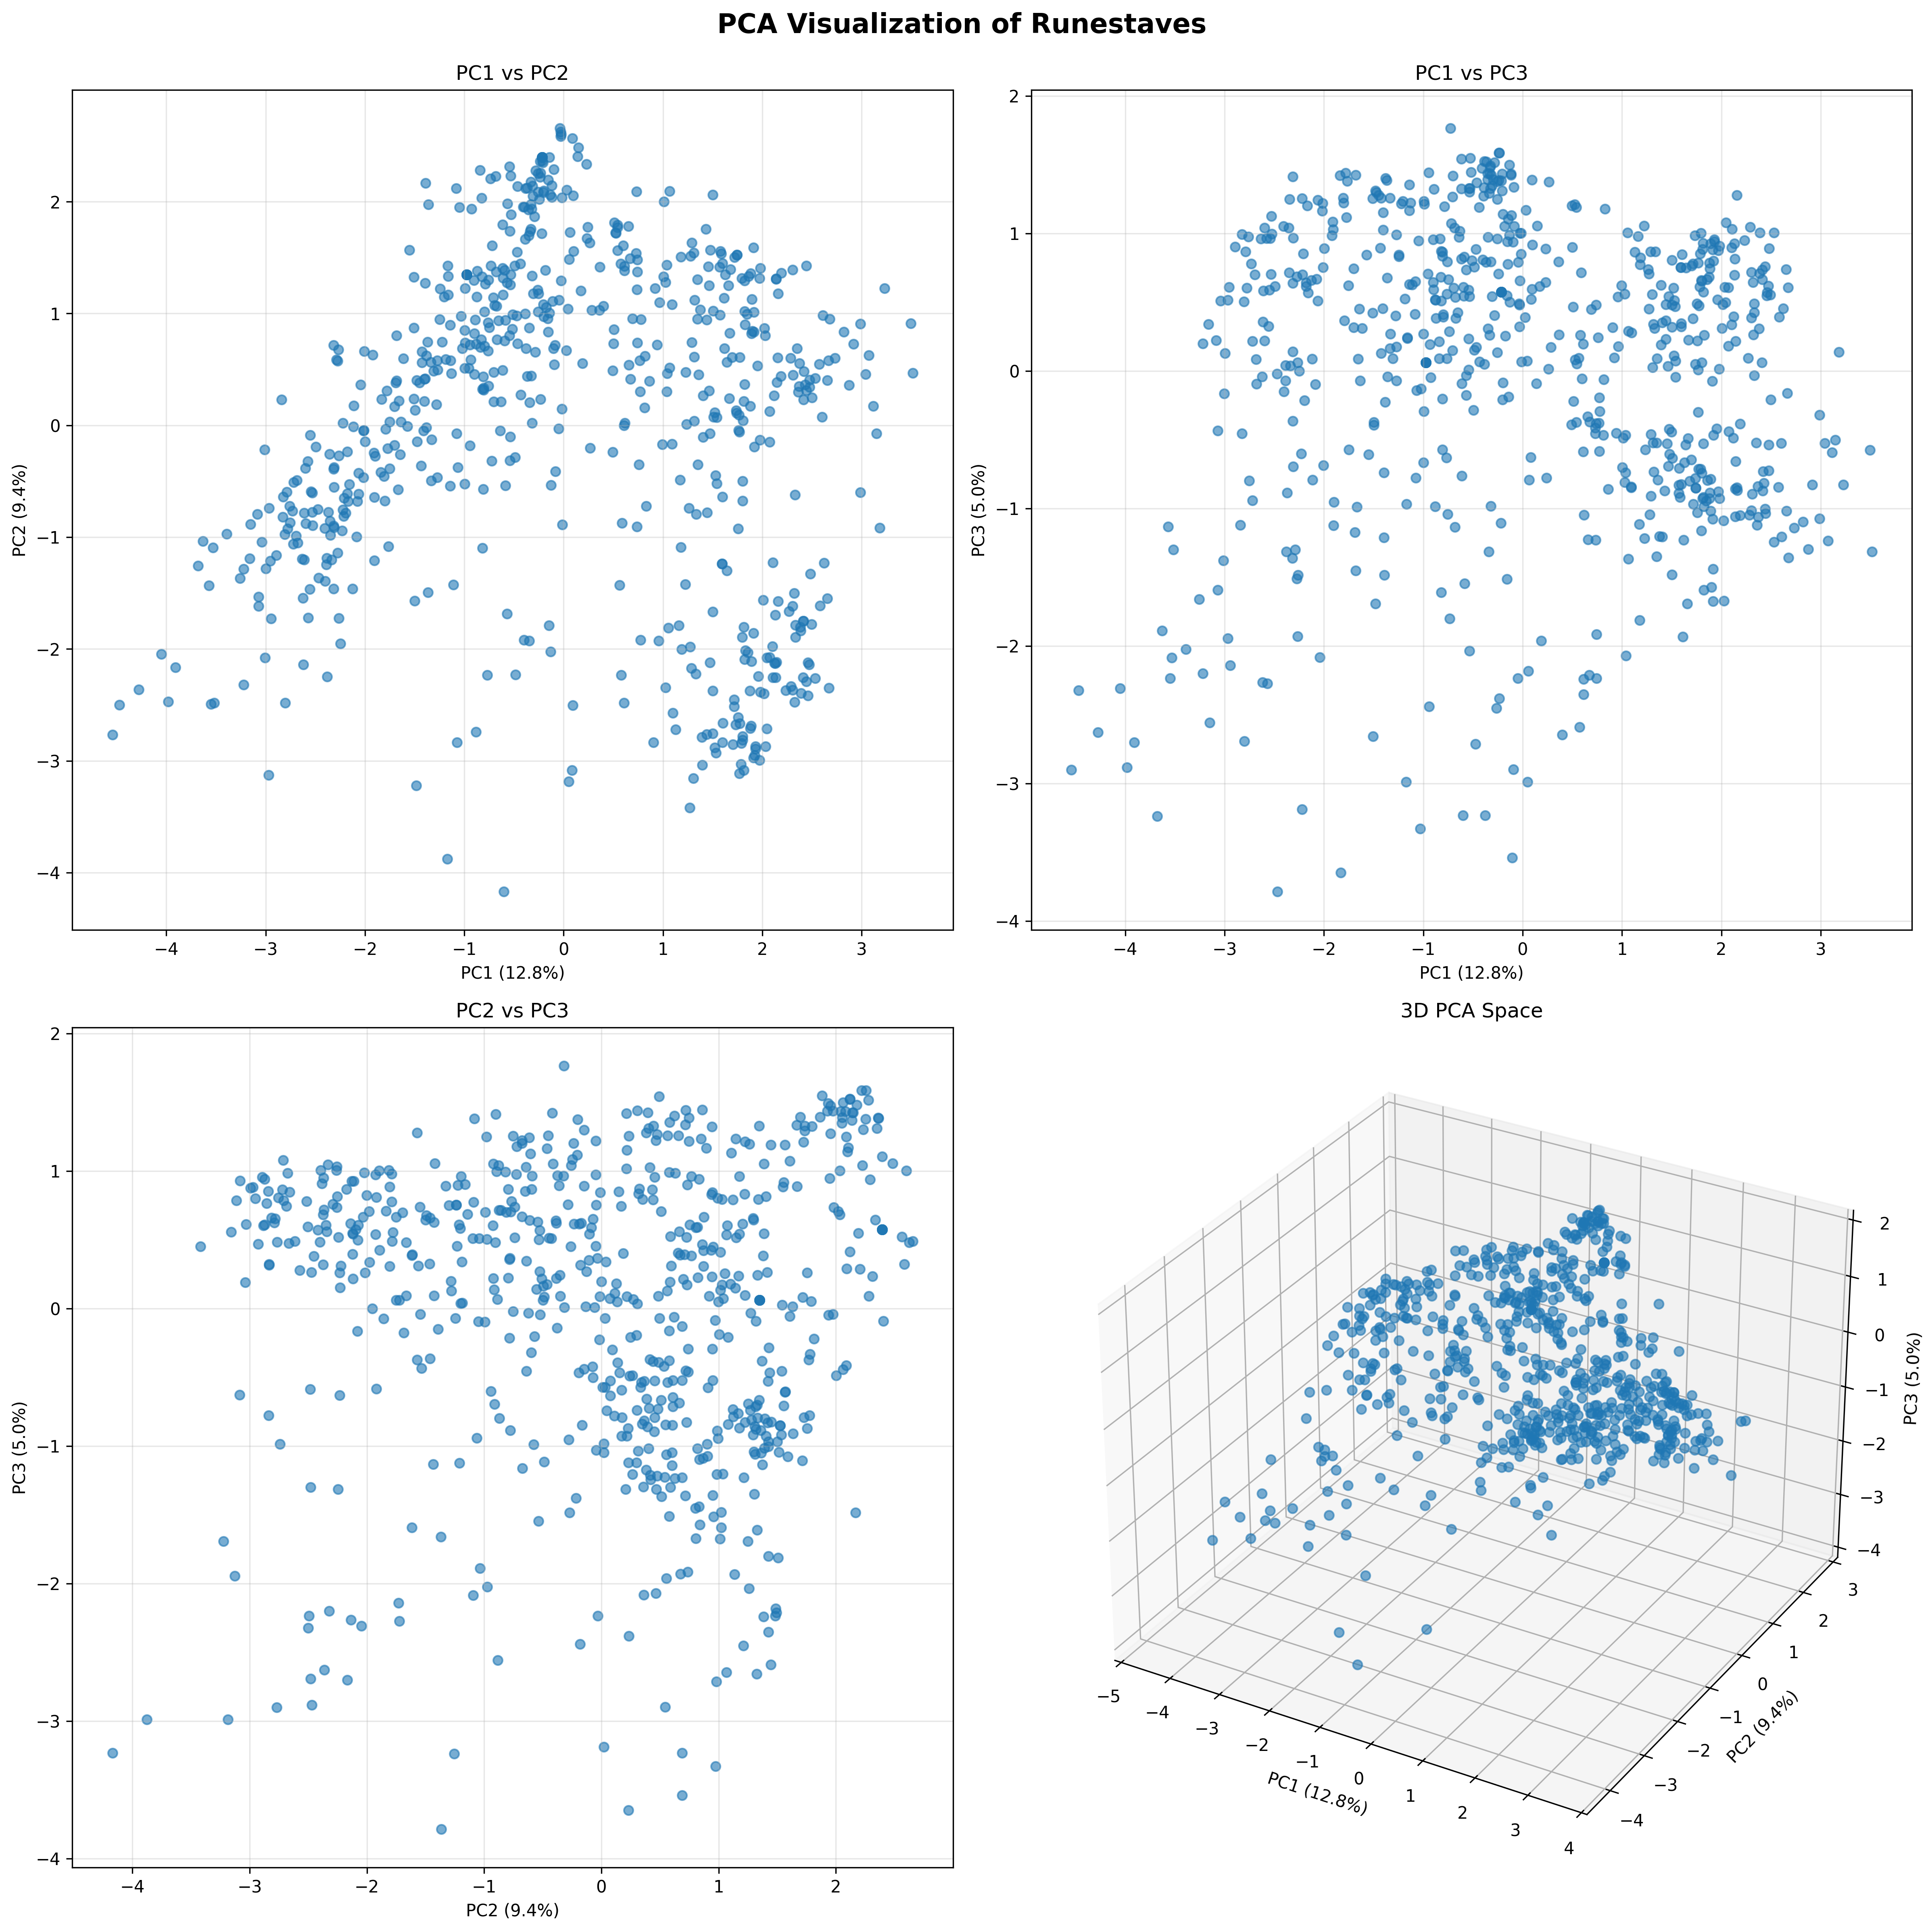 PCA Visualization of Runestaves
PC1 vs PC2
2
1
0
−1
−2
−3
−4
PC2 (9.4%)
−4 −3 −2 −1 0 1 2 3
PC1 (12.8%)
PC1 vs PC3
2
1
0
−1
−2
−3
−4
PC3 (5.0%)
−4 −3 −2 −1 0 1 2 3
PC1 (12.8%)
PC2 vs PC3
2
1
0
−1
−2
−3
−4
PC3 (5.0%)
−4 −3 −2 −1 0 1 2
PC2 (9.4%)
3D PCA Space
2
1
0
−1
−2
−3
−4
PC3 (5.0%)
3
2
1
0
−1
−2
−3
−4
PC2 (9.4%)
−5 −4 −3 −2 −1 0 1 2 3 4
PC1 (12.8%)